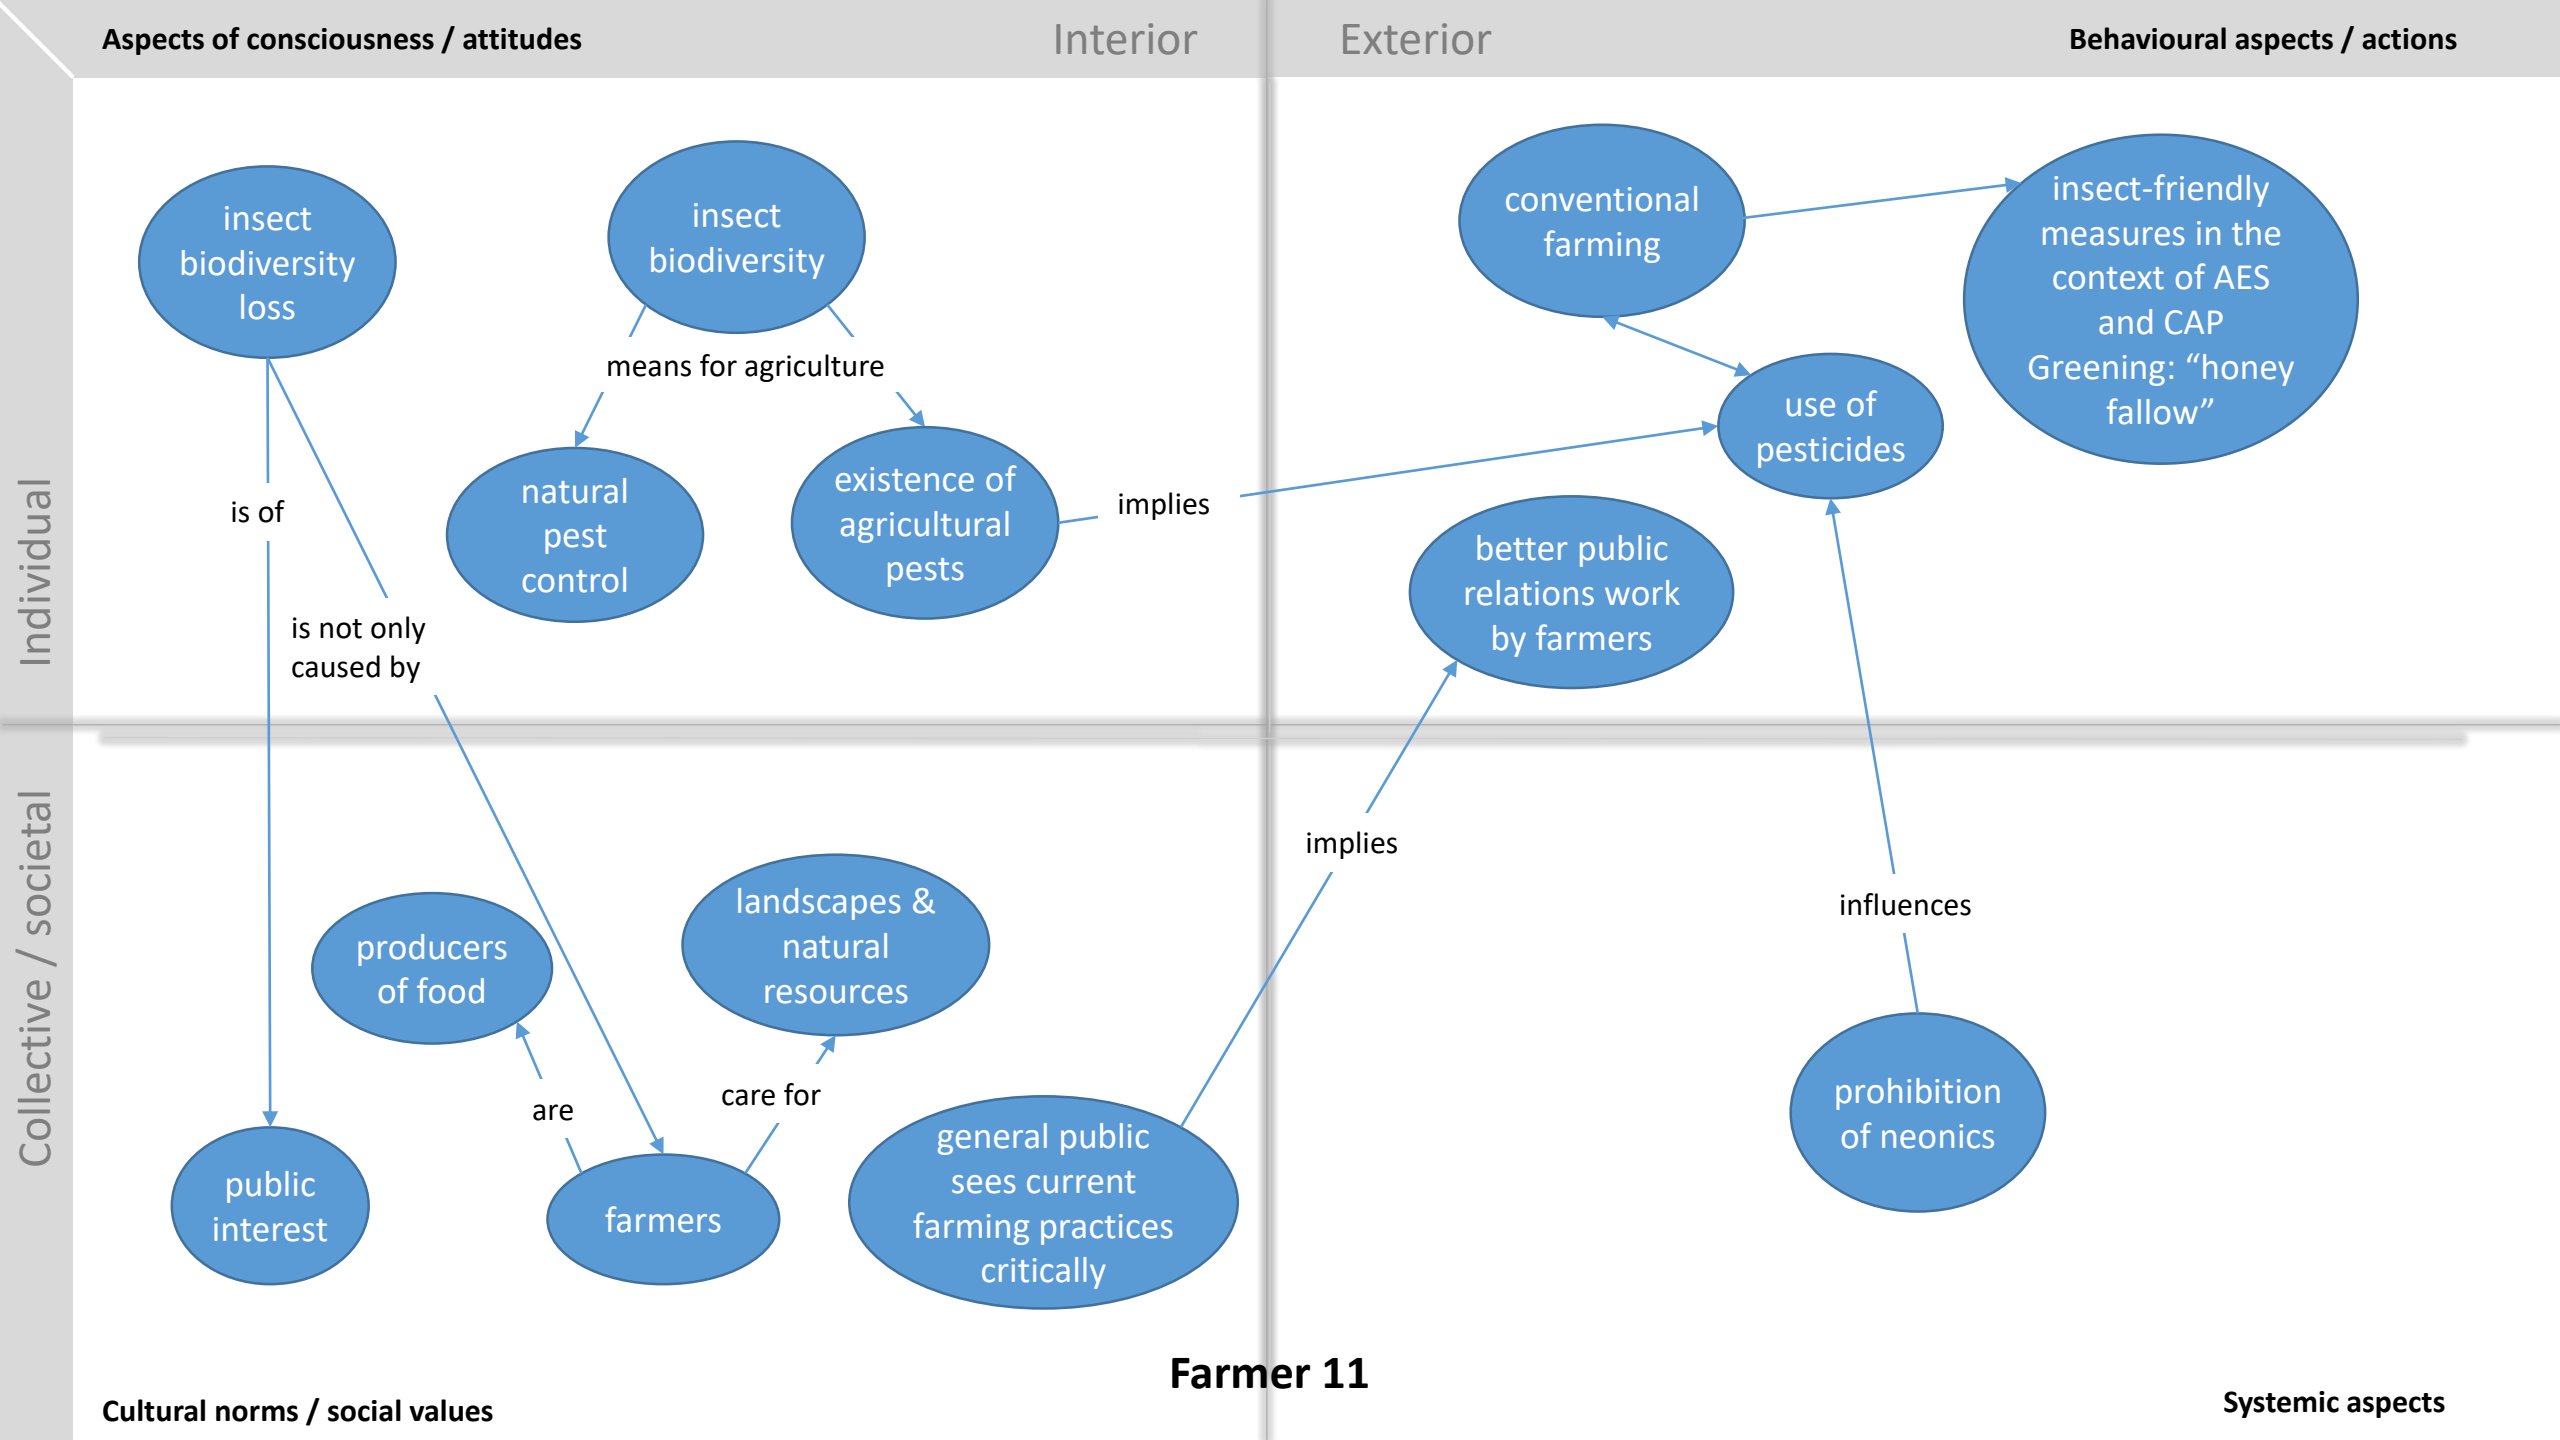 Aspects of consciousness / attitudes
Interior
Exterior
Behavioural aspects / actions
Individual
Collective / societal
insect
biodiversity
loss
insect
biodiversity
means for agriculture
natural
pest
control
existence of
agricultural
pests
is of
is not only
caused by
implies
conventional
farming
insect-friendly
measures in the
context of AES
and CAP
Greening: “honey
fallow”
use of
pesticides
better public
relations work
by farmers
implies
influences
producers
of food
landscapes &
natural
resources
are
care for
public
interest
farmers
general public
sees current
farming practices
critically
prohibition
of neonics
Farmer 11
Cultural norms / social values
Systemic aspects